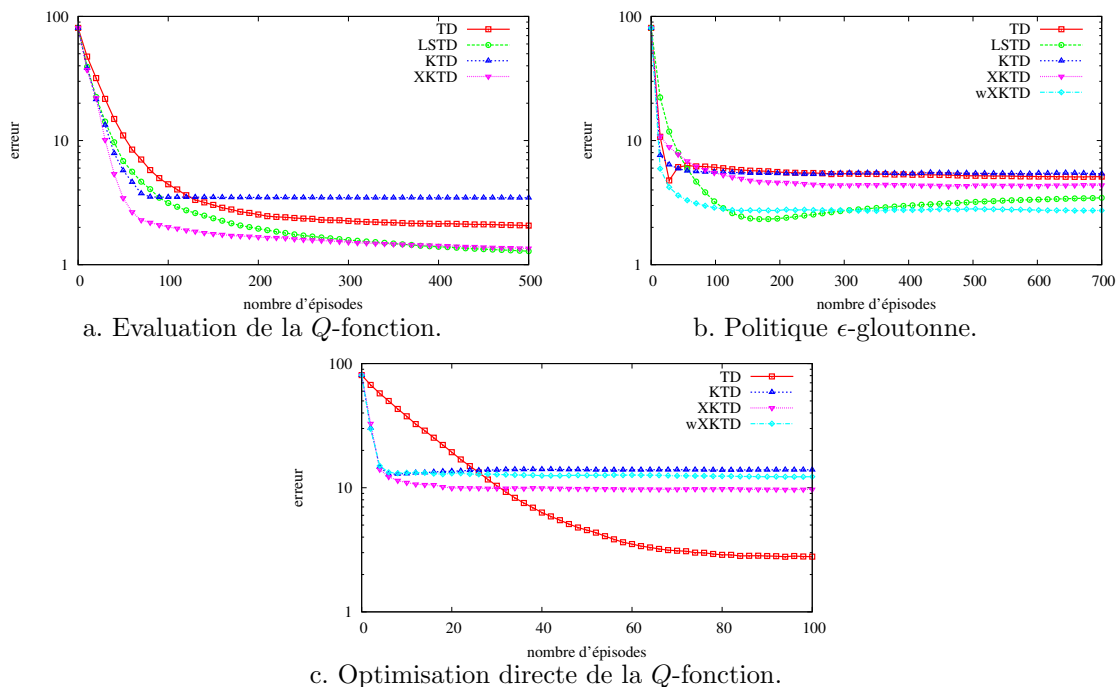 100
10
1
erreur
TD
LSTD
KTD
XKTD
0 100 200 300 400 500
nombre d'épisodes
a. Evaluation de la Q-fonction.
100
10
1
erreur
TD
LSTD
KTD
XKTD
wXKTD
0 100 200 300 400 500 600 700
nombre d'épisodes
b. Politique ϵ-gloutonne.
100
10
1
erreur
TD
KTD
XKTD
wXKTD
0 20 40 60 80 100
nombre d'épisodes
c. Optimisation directe de la Q-fonction.